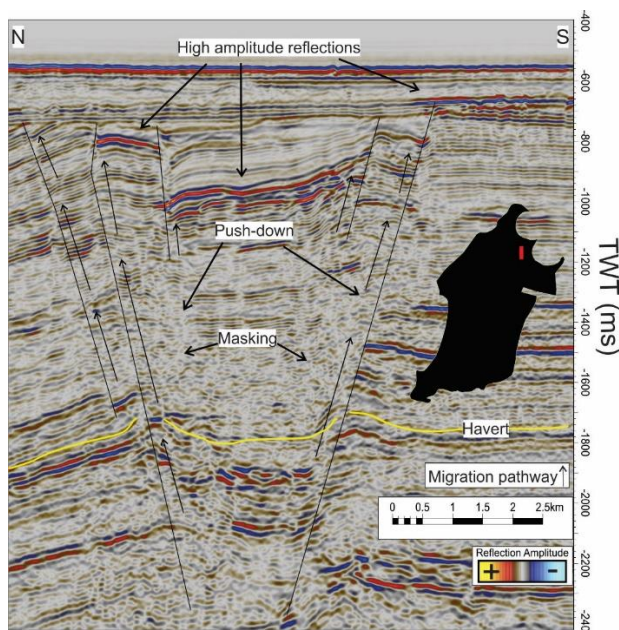 N
S
High amplitude reflections
Push-down
Masking
Havert
Migration pathway
0 0.5 1 1.5 2 2.5km
Reflection Amplitude
+ -
TWT (ms)
-400
-600
-800
-1000
-1200
-1400
-1600
-1800
-2000
-2200
-240